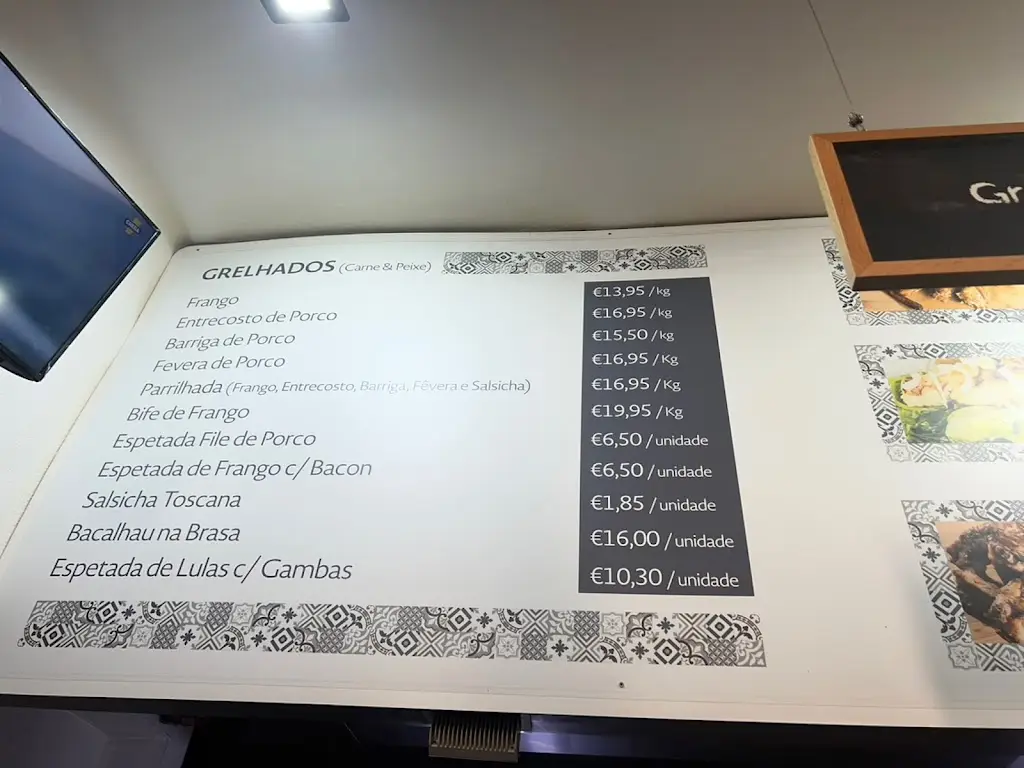 GRELHADOS (Carne & Peixe)
Frango €13,95 /kg
Entrecosto de Porco €16,95 /kg
Barriga de Porco €15,50 /kg
Fevera de Porco €16,95 /Kg
Parrilhada (Frango, Entrecosto, Barriga, Fêvera e Salsicha) €16,95 /Kg
Bife de Frango €19,95 /Kg
Espetada File de Porco €6,50 / unidade
Espetada de Frango c/ Bacon €6,50 / unidade
Salsicha Toscana €1,85 / unidade
Bacalhau na Brasa €16,00 / unidade
Espetada de Lulas c/ Gambas €10,30 / unidade
Gr